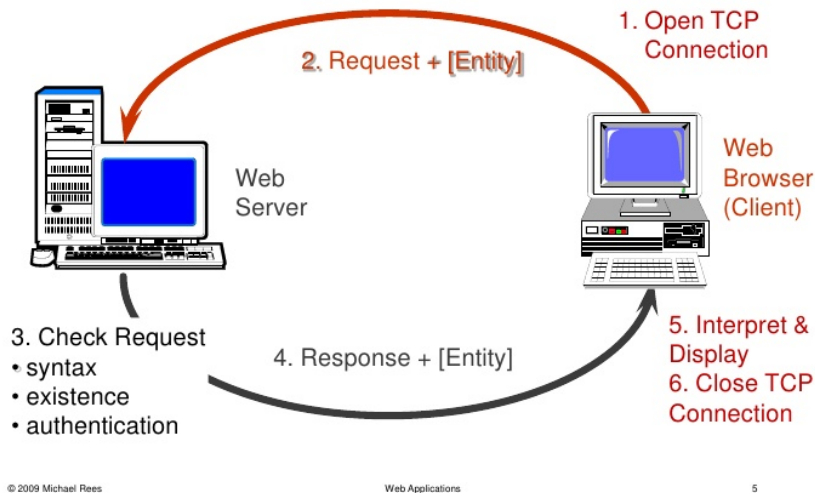 1. Open TCP
Connection
2. Request + [Entity]
Web
Server
Web
Browser
(Client)
3. Check Request
• syntax
• existence
• authentication
4. Response + [Entity]
5. Interpret &
Display
6. Close TCP
Connection
© 2009 Michael Rees
Web Applications
5